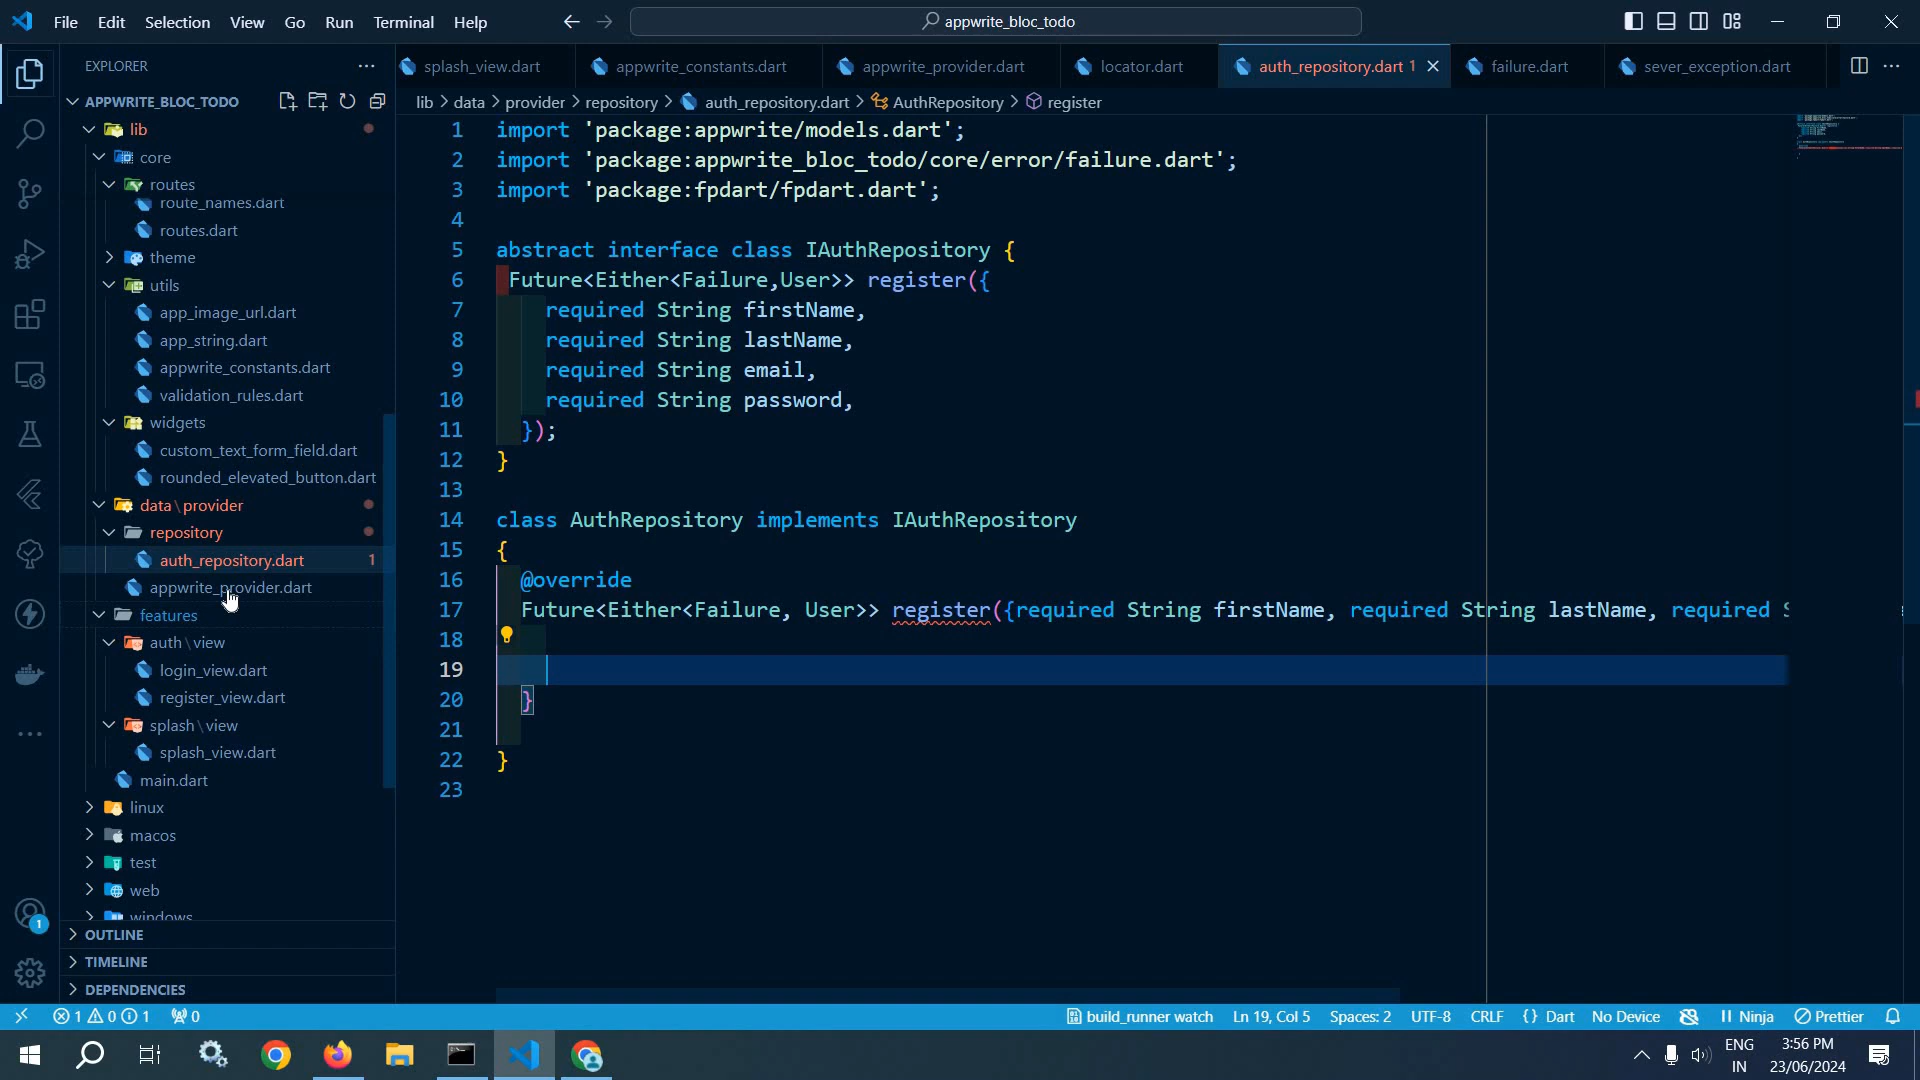 File Edit Selection View Go Run Terminal Help
appwrite_bloc_todo
EXPLORER
splash_view.dart
appwrite_constants.dart
appwrite_provider.dart
locator.dart
auth_repository.dart 1
failure.dart
sever_exception.dart
APPWRITE_BLOC_TODO
lib
core
routes
route_names.dart
routes.dart
theme
utils
app_image_url.dart
app_string.dart
appwrite_constants.dart
validation_rules.dart
widgets
custom_text_form_field.dart
rounded_elevated_button.dart
data\provider
repository
auth_repository.dart 1
appwrite_provider.dart
features
auth\view
login_view.dart
register_view.dart
splash\view
splash_view.dart
main.dart
linux
macos
test
web
windows
OUTLINE
TIMELINE
DEPENDENCIES
lib > data > provider > repository > auth_repository.dart > AuthRepository > register
1 import 'package:appwrite/models.dart';
2 import 'package:appwrite_bloc_todo/core/error/failure.dart';
3 import 'package:fpdart/fpdart.dart';
4
5 abstract interface class IAuthRepository {
6 Future<Either<Failure,User>> register({
7 required String firstName,
8 required String lastName,
9 required String email,
10 required String password,
11 });
12 }
13
14 class AuthRepository implements IAuthRepository
15 {
16 @override
17 Future<Either<Failure, User>> register({required String firstName, required String lastName, required
18
19
20 }
21
22 }
23
1
1 0 1 0
build_runner watch Ln 19, Col 5 Spaces: 2 UTF-8 CRLF {} Dart No Device Ninja Prettier
ENG
IN
3:56 PM
23/06/2024